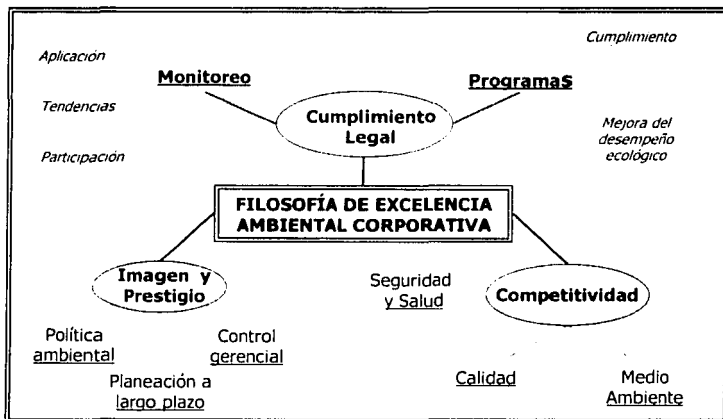 Cumplimiento
Aplicación
Monitoreo
Programas
Tendencias
Cumplimiento
Legal
Mejora del
desempeño
ecológico
Participación
FILOSOFÍA DE EXCELENCIA
AMBIENTAL CORPORATIVA
Imagen y
Prestigio
Seguridad
y Salud
Competitividad
Política
ambiental
Control
gerencial
Planeación a
largo plazo
Calidad
Medio
Ambiente